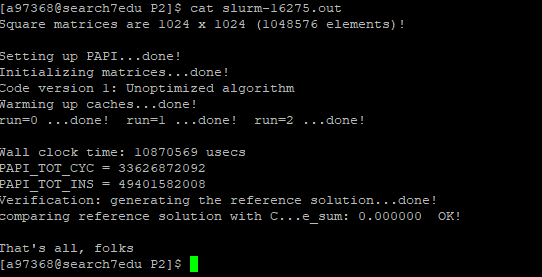 [a97368@search7edu P2]$ cat slurm-16275.out
Square matrices are 1024 x 1024 (1048576 elements)!
Setting up PAPI...done!
Initializing matrices...done!
Code version 1: Unoptimized algorithm
Warming up caches...done!
run=0 ...done!  run=1 ...done!  run=2 ...done!
Wall clock time: 10870569 usecs
PAPI_TOT_CYC = 33626872092
PAPI_TOT_INS = 49401582008
Verification: generating the reference solution...done!
comparing reference solution with C...e_sum: 0.000000  OK!
That's all, folks
[a97368@search7edu P2]$